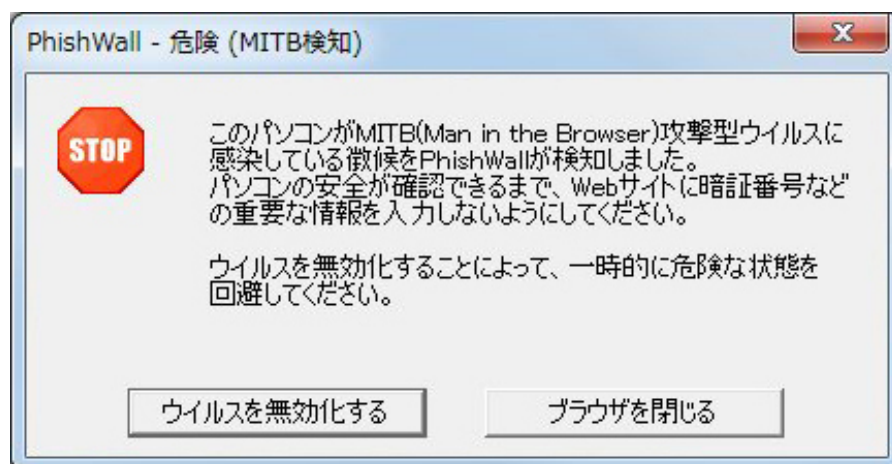 PhishWall - 危険 (MITB検知)
STOP
このパソコンがMITB(Man in the Browser)攻撃型ウイルスに
感染している徴候をPhishWallが検知しました。
パソコンの安全が確認できるまで、Webサイトに暗証番号など
の重要な情報を入力しないようにしてください。
ウイルスを無効化することによって、一時的に危険な状態を
回避してください。
ウイルスを無効化する
ブラウザを閉じる